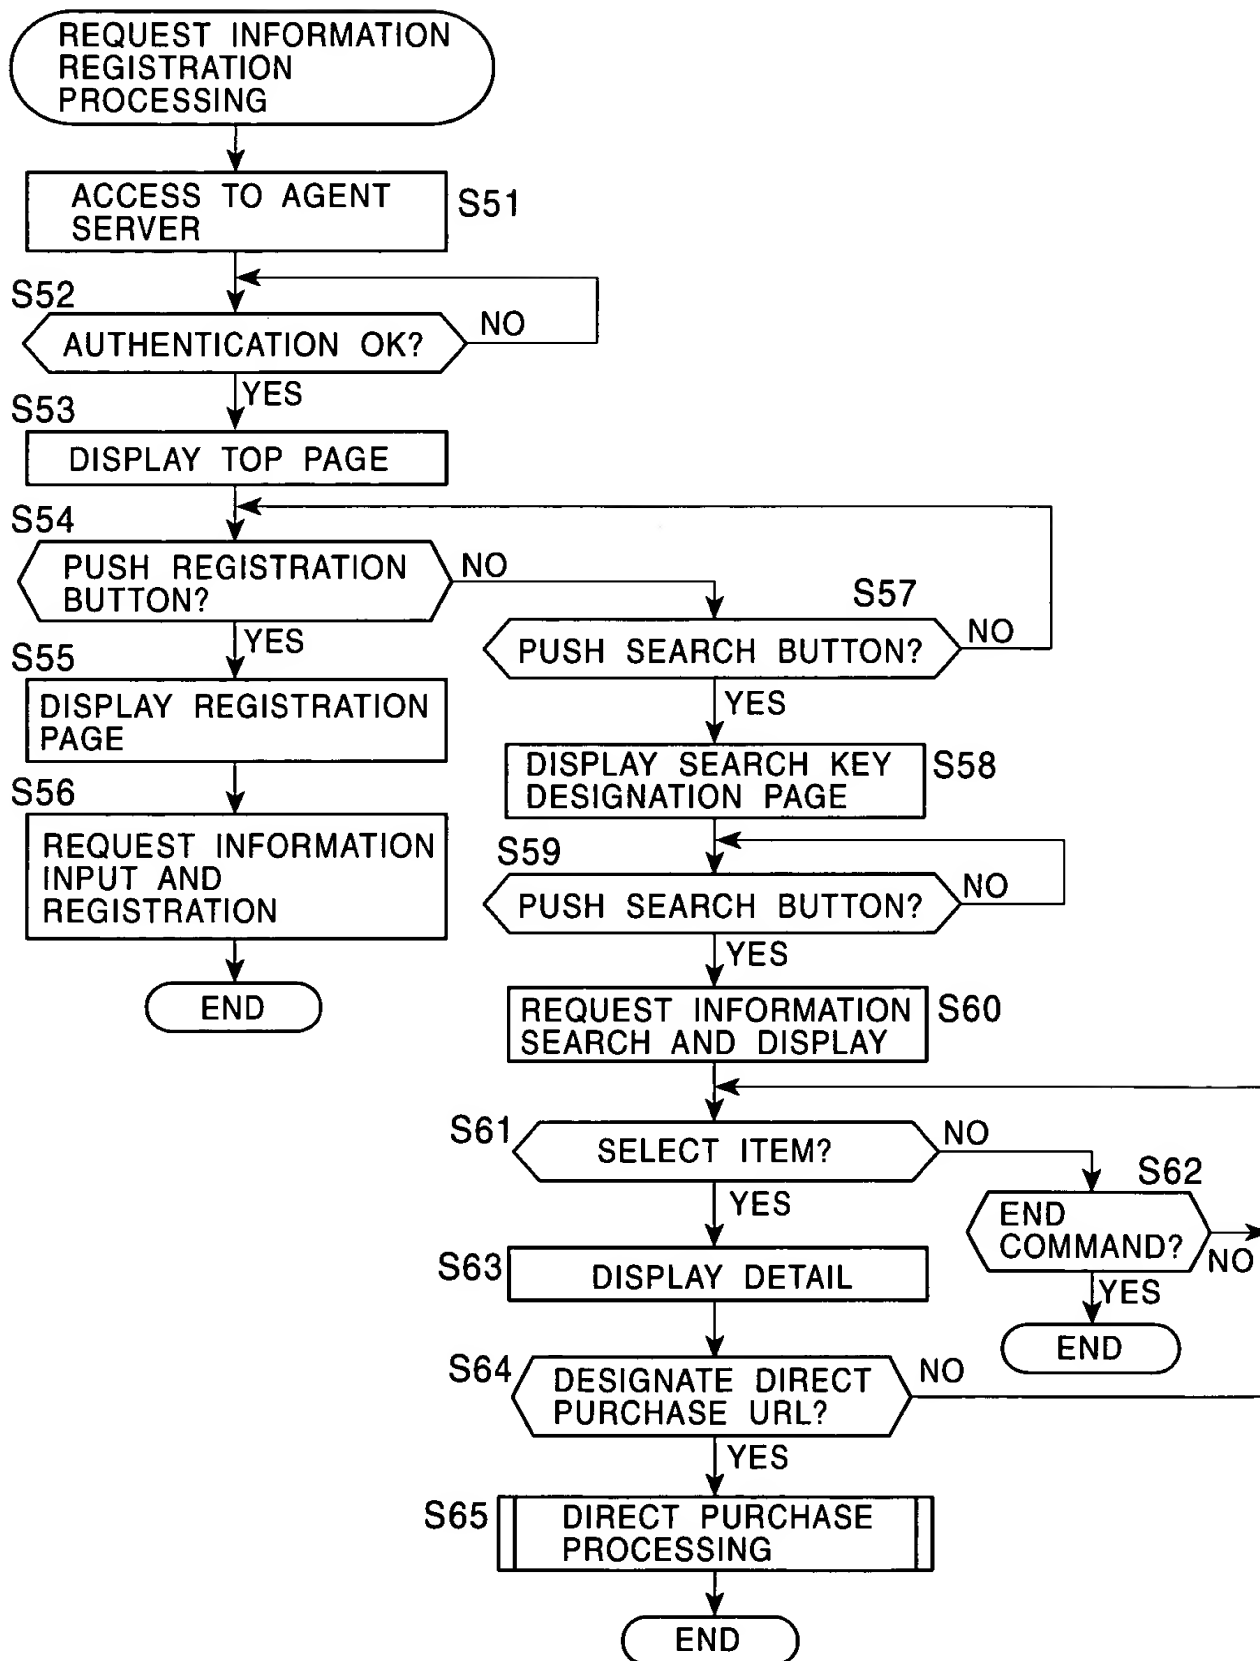 REQUEST INFORMATION
REGISTRATION
PROCESSING
ACCESS TO AGENT
SERVER
S51
S52
AUTHENTICATION OK?
NO
YES
S53
DISPLAY TOP PAGE
S54
PUSH REGISTRATION
BUTTON?
NO
YES
S55
DISPLAY REGISTRATION
PAGE
S56
REQUEST INFORMATION
INPUT AND
REGISTRATION
END
S57
PUSH SEARCH BUTTON?
NO
YES
DISPLAY SEARCH KEY
DESIGNATION PAGE
S58
S59
PUSH SEARCH BUTTON?
NO
YES
REQUEST INFORMATION
SEARCH AND DISPLAY
S60
S61
SELECT ITEM?
NO
YES
S62
END
COMMAND?
NO
YES
END
S63
DISPLAY DETAIL
S64
DESIGNATE DIRECT
PURCHASE URL?
NO
YES
S65
DIRECT PURCHASE
PROCESSING
END